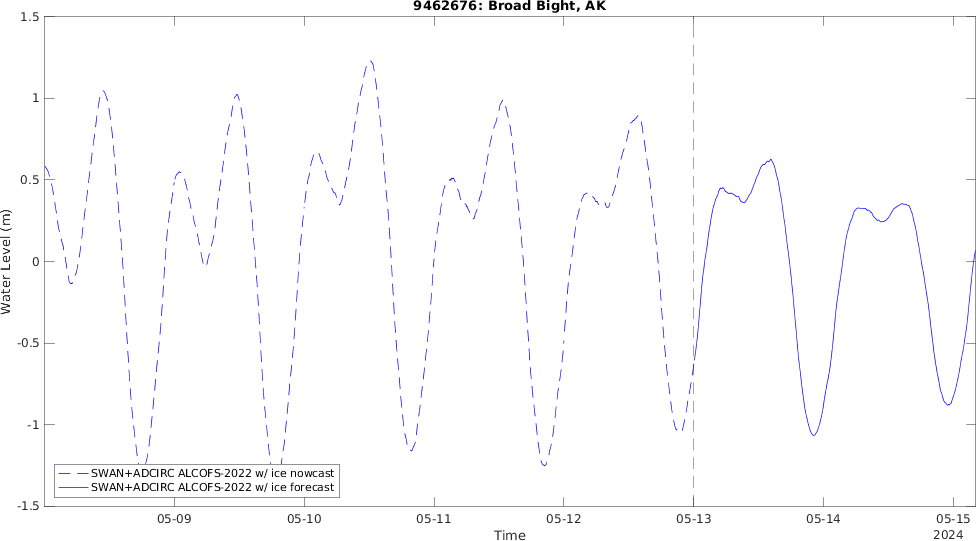 9462676: Broad Bight, AK
1.5
1
0.5
0
-0.5
-1
-1.5
Water Level (m)
SWAN+ADCIRC ALCOFS-2022 w/ ice nowcast
SWAN+ADCIRC ALCOFS-2022 w/ ice forecast
05-09 05-10 05-11 05-12 05-13 05-14 05-15
Time
2024